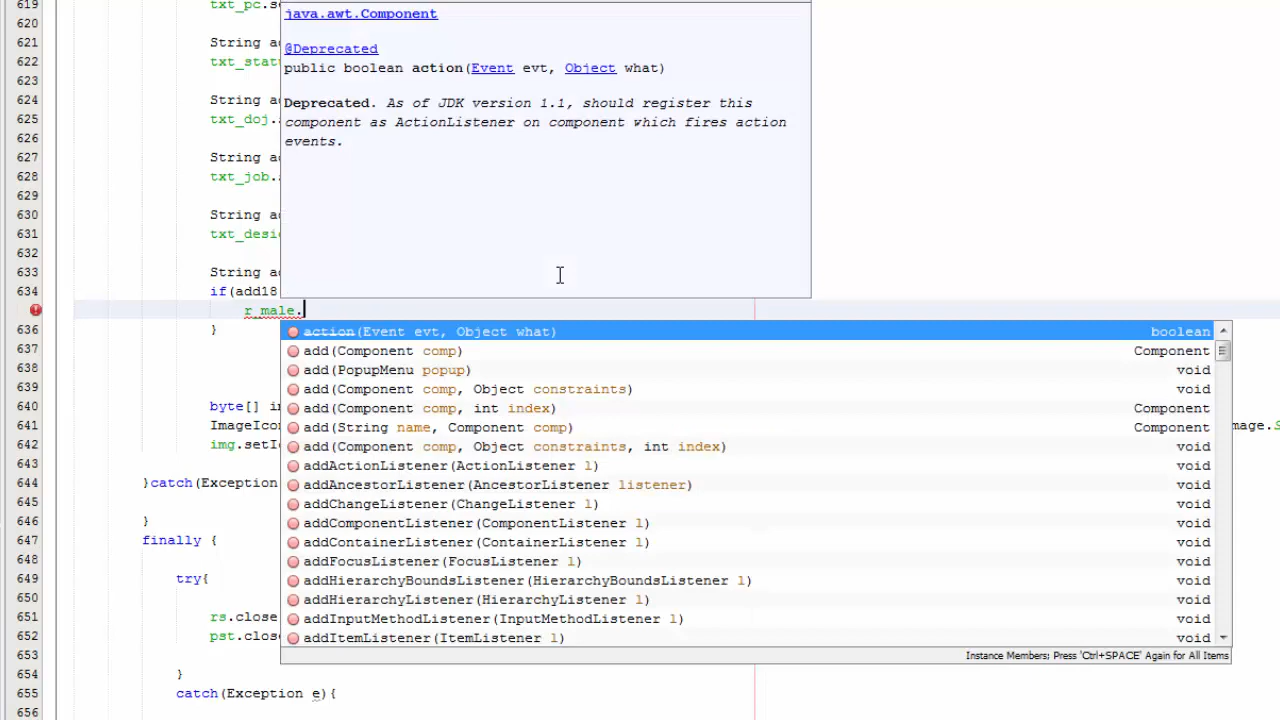 619 txt_pc.s
java.awt.Component
620
621 String a
@Deprecated
622 txt_stat
public boolean action(Event evt, Object what)
623
624 String a
Deprecated. As of JDK version 1.1, should register this
625 txt_doj.
component as ActionListener on component which fires action
626
events.
627 String a
628 txt_job.
629
630 String a
631 txt_desi
632
633 String a
634 if(add18
r_male.
636 }
action(Event evt, Object what) boolean
637
add(Component comp) Component
638
add(PopupMenu popup) void
639
add(Component comp, Object constraints) void
640 byte[] i
add(Component comp, int index) Component
641 ImageIco
add(String name, Component comp) Component
mage.S
642 img.setI
add(Component comp, Object constraints, int index) void
643
addActionListener(ActionListener l) void
644 }catch(Exception
addAncestorListener(AncestorListener listener) void
645
addChangeListener(ChangeListener l) void
646 }
addComponentListener(ComponentListener l) void
647 finally {
addContainerListener(ContainerListener l) void
648
addFocusListener(FocusListener l) void
649 try{
addHierarchyBoundsListener(HierarchyBoundsListener l) void
650
addHierarchyListener(HierarchyListener l) void
651 rs.close
addInputMethodListener(InputMethodListener l) void
652 pst.clos
addItemListener(ItemListener l) void
653
Instance Members; Press 'Ctrl+SPACE' Again for All Items
654 }
655 catch(Exception e){
656